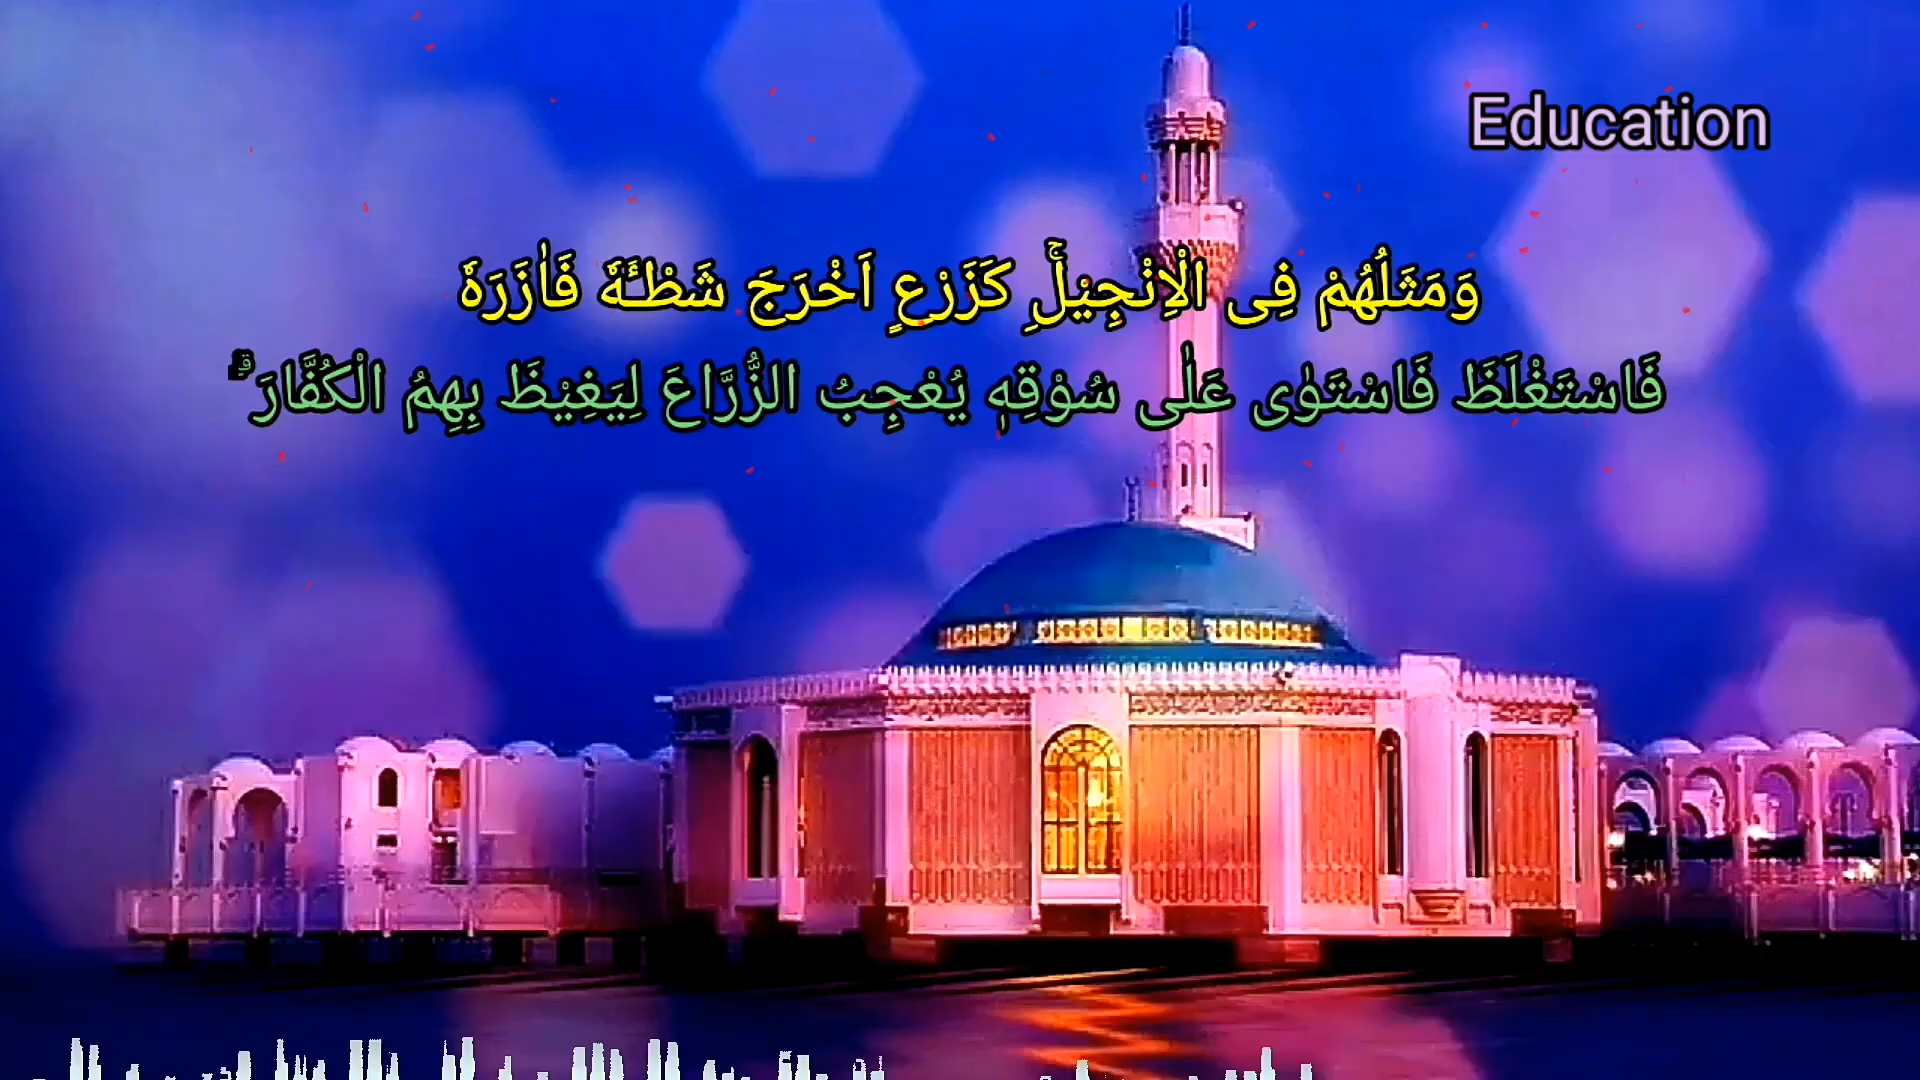 Education
وَمَثَلُهُمْ فِى الْاِنْجِيْلِۚ كَزَرْعٍ اَخْرَجَ شَطْـَٔهٗ فَاٰزَرَهٗ
فَاسْتَغْلَظَ فَاسْتَوٰى عَلٰى سُوْقِهٖ يُعْجِبُ الزُّرَّاعَ لِيَغِيْظَ بِهِمُ الْكُفَّارَ ؕ